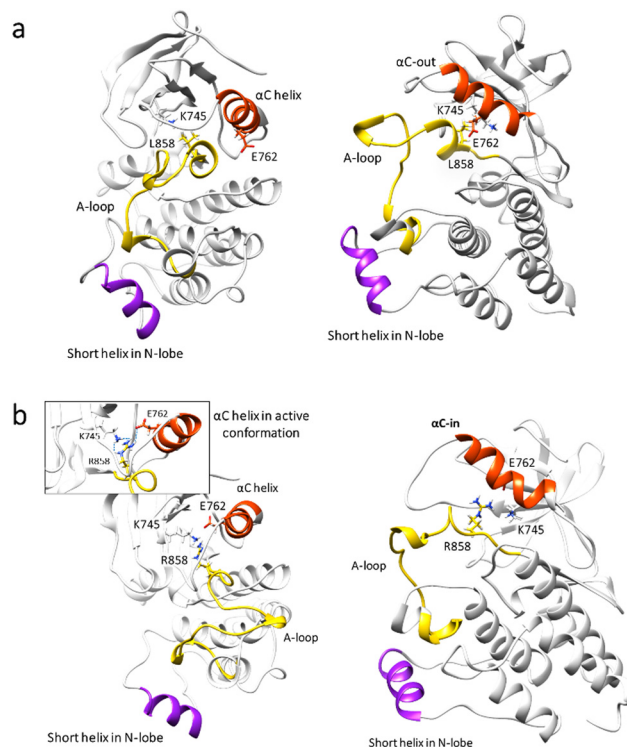 a
αC helix
K745
L858
E762
A-loop
Short helix in N-lobe
αC-out
K745
A-loop
E762
L858
Short helix in N-lobe
b
E762
K745
R858
αC helix in active
conformation
αC helix
E762
K745
R858
A-loop
Short helix in N-lobe
αC-in
E762
K745
R858
A-loop
Short helix in N-lobe